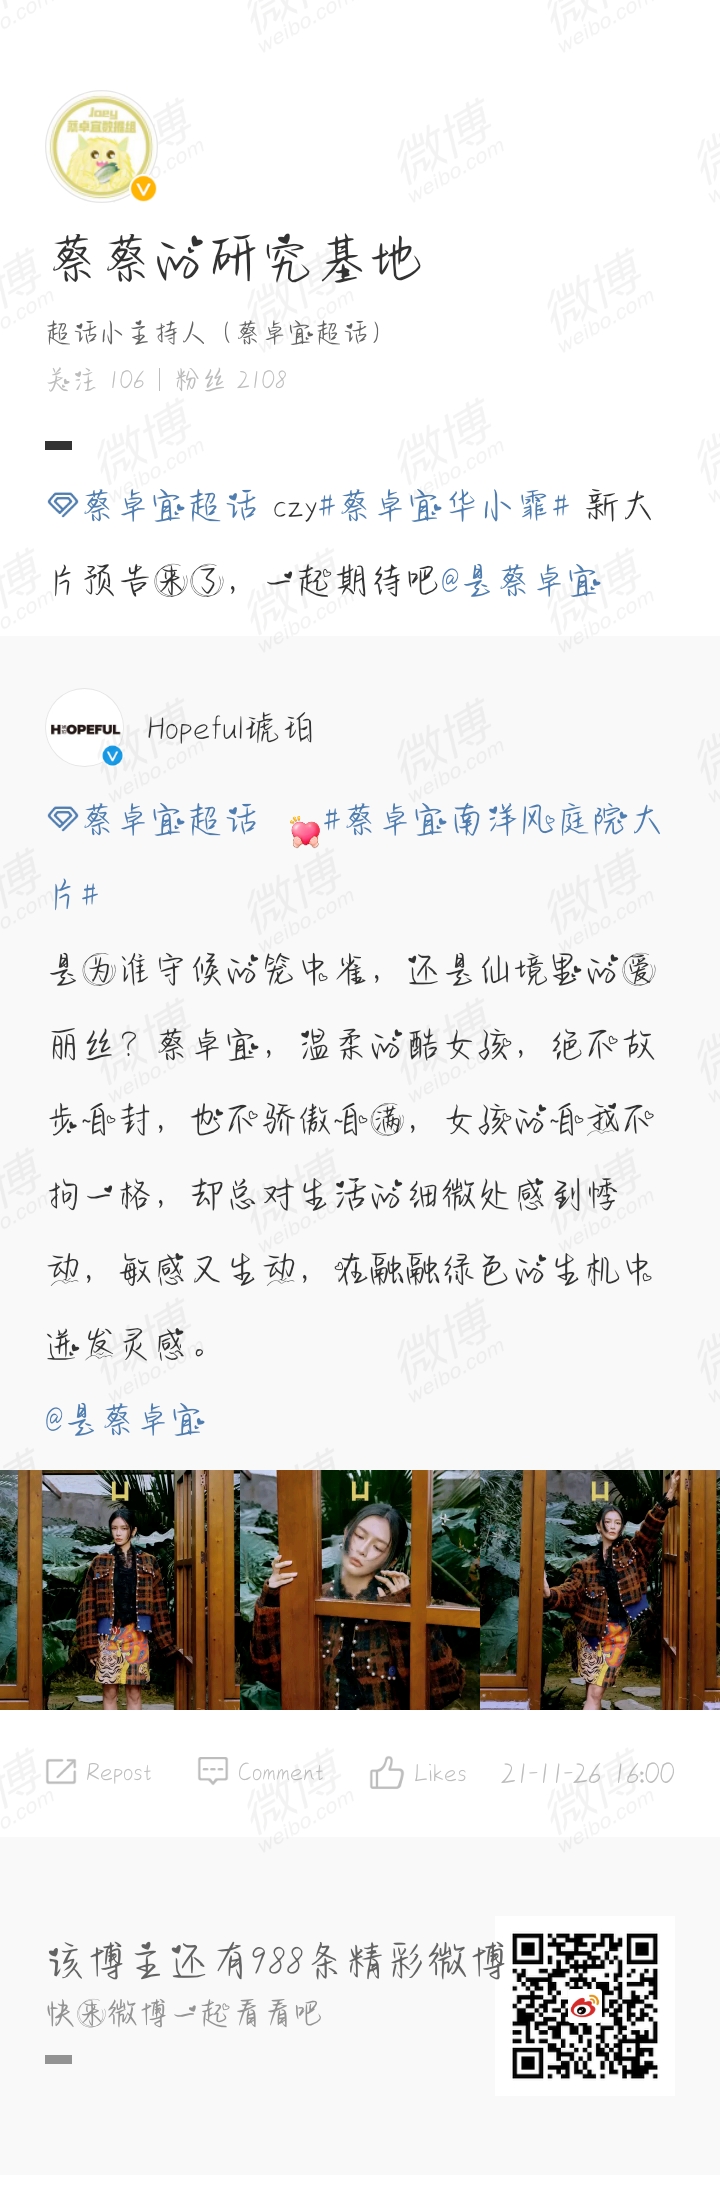 Joey
蔡卓宜数据组
蔡蔡的研究基地
超话小主持人（蔡卓宜超话）
关注 106 | 粉丝 2108
蔡卓宜超话 czy#蔡卓宜华小霏# 新大
片预告来了，一起期待吧@是蔡卓宜
HOPEFUL
Hopeful琥珀
蔡卓宜超话 #蔡卓宜南洋风庭院大
片#
是为谁守候的笼中雀，还是仙境里的爱
丽丝？蔡卓宜，温柔的酷女孩，绝不故
步自封，也不骄傲自满，女孩的自我不
拘一格，却总对生活的细微处感到悸
动，敏感又生动，在融融绿色的生机中
迸发灵感。
@是蔡卓宜
Repost Comment Likes 21-11-26 16:00
该博主还有988条精彩微博
快来微博一起看看吧
微博
weibo.com